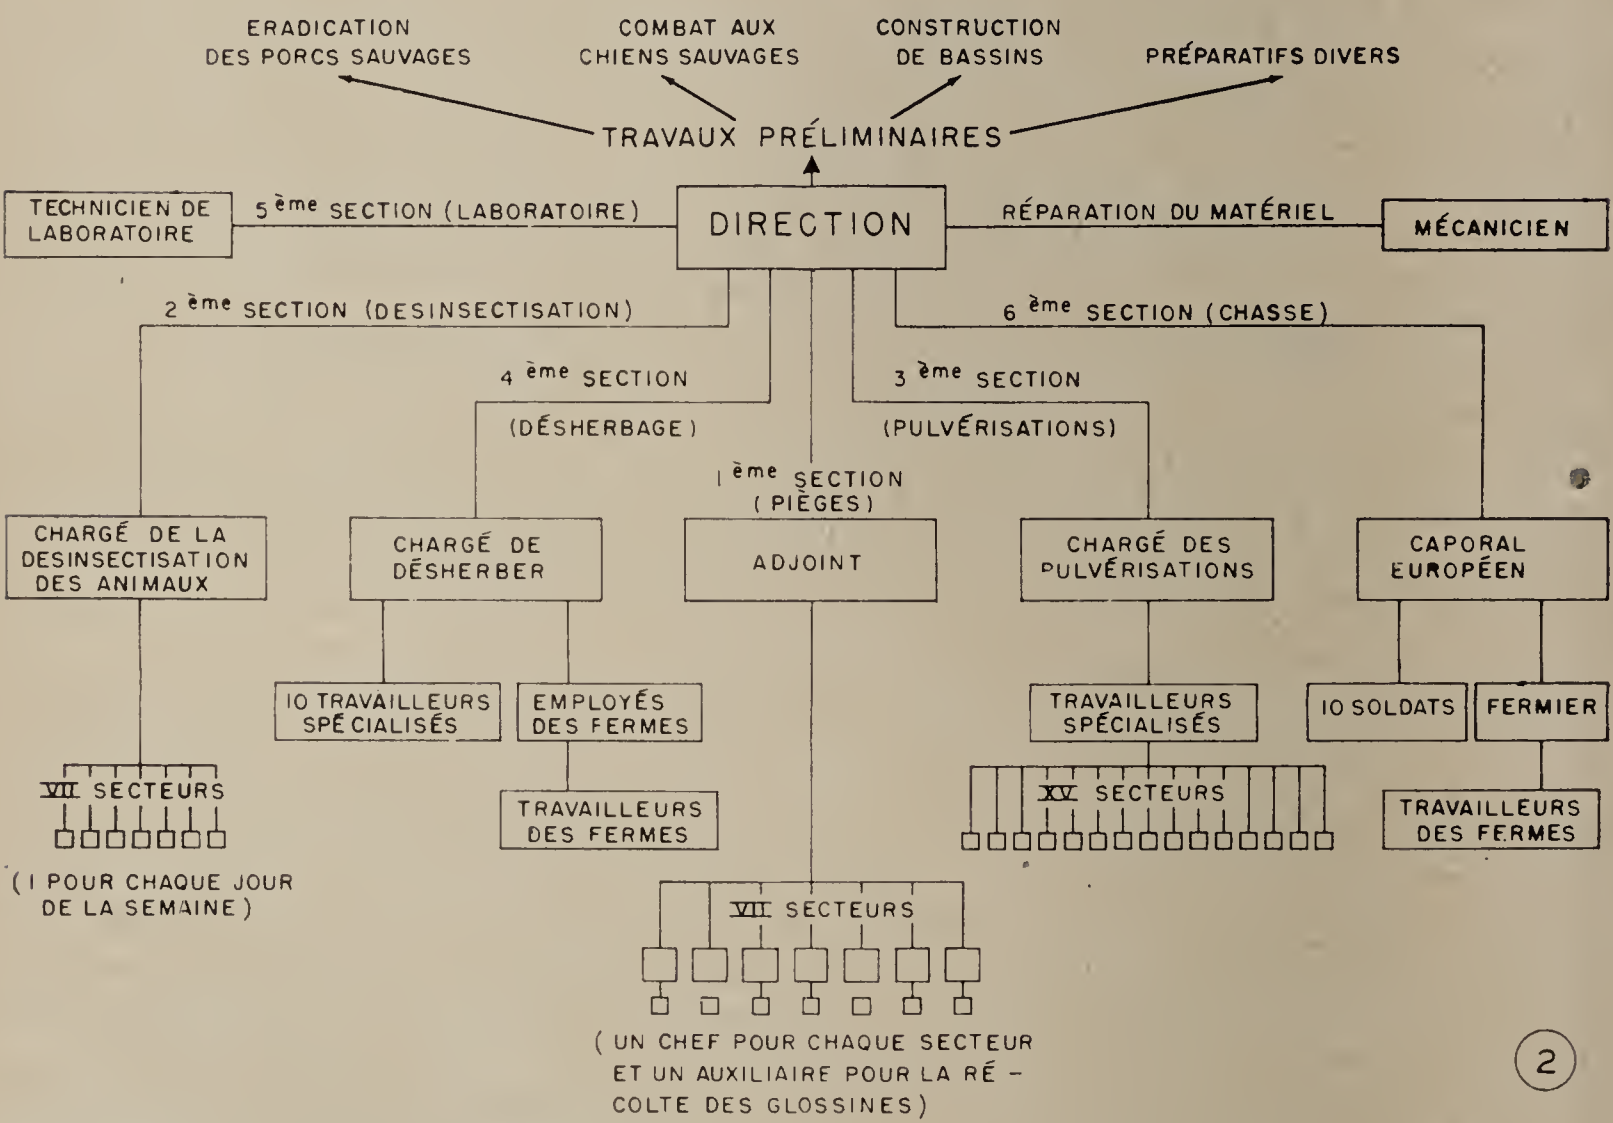 ERADICATION
DES PORCS SAUVAGES
COMBAT AUX
CHIENS SAUVAGES
CONSTRUCTION
DE BASSINS
PRÉPARATIFS DIVERS
TRAVAUX PRÉLIMINAIRES
TECHNICIEN DE
LABORATOIRE
5 ème SECTION (LABORATOIRE)
DIRECTION
RÉPARATION DU MATÉRIEL
MÉCANICIEN
2 ème SECTION (DESINSECTISATION)
6 ème SECTION (CHASSE)
4 ème SECTION
(DÉSHERBAGE)
3 ème SECTION
(PULVÉRISATIONS)
1 ème SECTION
(PIÈGES)
CHARGÉ DE LA
DESINSECTISATION
DES ANIMAUX
CHARGÉ DE
DÉSHERBER
ADJOINT
CHARGÉ DES
PULVÉRISATIONS
CAPORAL
EUROPÉEN
10 TRAVAILLEURS
SPÉCIALISÉS
EMPLOYÉS
DES FERMES
TRAVAILLEURS
SPÉCIALISÉS
10 SOLDATS
FERMIER
VII SECTEURS
TRAVAILLEURS
DES FERMES
XV SECTEURS
TRAVAILLEURS
DES FERMES
(1 POUR CHAQUE JOUR
DE LA SEMAINE)
VII SECTEURS
(UN CHEF POUR CHAQUE SECTEUR
ET UN AUXILIAIRE POUR LA RÉ -
COLTE DES GLOSSINES)
2